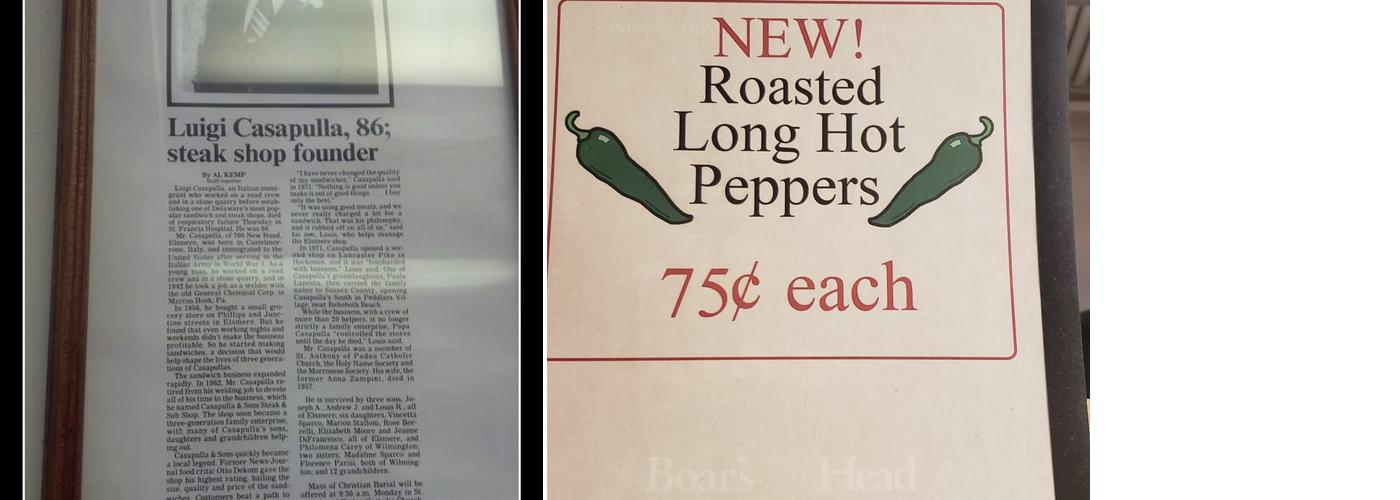 Luigi Casapulla, 86;
steak shop founder
By AL KEMP
Staff reporter
Luigi Casapulla, an Italian immi-
grant who worked on a road crew
and in a stone quarry before estab-
lishing one of Delaware's most pop-
ular sandwich and steak shops, died
of respiratory failure Thursday in
St. Francis Hospital. He was 86.
Mr. Casapulla, of 700 New Road,
Elsmere, was born in Castelmor-
rone, Italy, and immigrated to the
United States after serving in the
Italian Army in World War I. As a
young man, he worked on a road
crew and in a stone quarry, and in
1942 he took a job as a welder with
the old General Chemical Corp. in
Marcus Hook, Pa.
In 1956, he bought a small gro-
cery store on Phillips and Junc-
tion streets in Elsmere. But he
found that even working nights and
weekends didn't make the business
profitable. So he started making
sandwiches, a decision that would
help shape the lives of three genera-
tions of Casapullas.
The sandwich business expanded
rapidly. In 1962, Mr. Casapulla re-
tired from his welding job to devote
all of his time to the business, which
he named Casapulla & Sons Steak &
Sub Shop. The shop soon became a
three-generation family enterprise,
with many of Casapulla's sons,
daughters and grandchildren help-
ing out.
Casapulla & Sons quickly became
a local legend. Former News-Jour-
nal food critic Otto Dekom gave the
shop his highest rating, hailing the
size, quality and price of the sand-
wiches. Customers beat a path to
"I have never changed the quality
of my sandwiches," Casapulla said
in 1971. "Nothing is good unless you
make it out of good things . . . I buy
only the best."
"It was using good meats, and we
never really charged a lot for a
sandwich. That was his philosophy,
and it rubbed off on all of us," said
his son, Louis, who helps manage
the Elsmere shop.
In 1971, Casapulla opened a sec-
ond shop on Lancaster Pike in
Hockessin, and it was "bombarded
with business," Louis said. One of
Casapulla's granddaughters, Paula
Lapesta, then carried the family
name to Sussex County, opening
Casapulla's South in Peddlars Vil-
lage, near Rehoboth Beach.
While the business, with a crew of
more than 20 helpers, is no longer
strictly a family enterprise, Papa
Casapulla "controlled the stores
until the day he died," Louis said.
Mr. Casapulla was a member of
St. Anthony of Padua Catholic
Church, the Holy Name Society and
the Morronese Society. His wife, the
former Anna Zampini, died in
1957.
He is survived by three sons, Jo-
seph A., Andrew J. and Louis R., all
of Elsmere; six daughters, Vincetta
Sparco, Marion Stalloni, Rose Bor-
relli, Elizabeth Moore and Jeanne
DiFrancesco, all of Elsmere, and
Philomena Carey of Wilmington;
two sisters, Madaline Sparco and
Florence Parisi, both of Wilming-
ton; and 12 grandchildren.
Mass of Christian Burial will be
offered at 9:30 a.m. Monday in St.
NEW!
Roasted
Long Hot
Peppers
75¢ each
Boar's Head